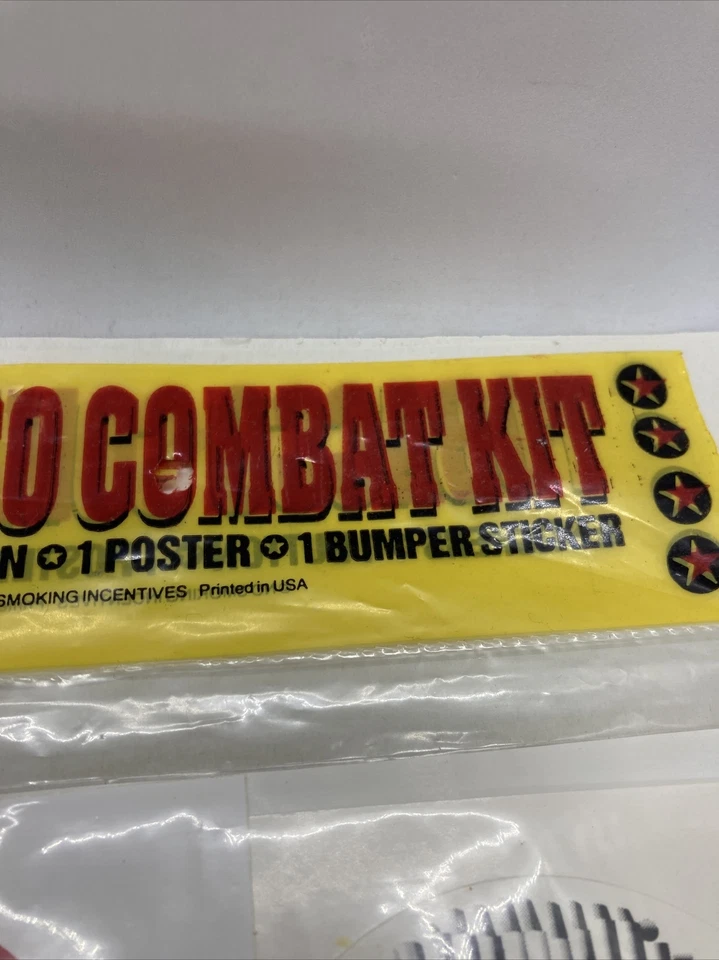 O COMBAT KIT
N ✪ 1 POSTER ✪ 1 BUMPER STICKER
SMOKING INCENTIVES Printed in USA